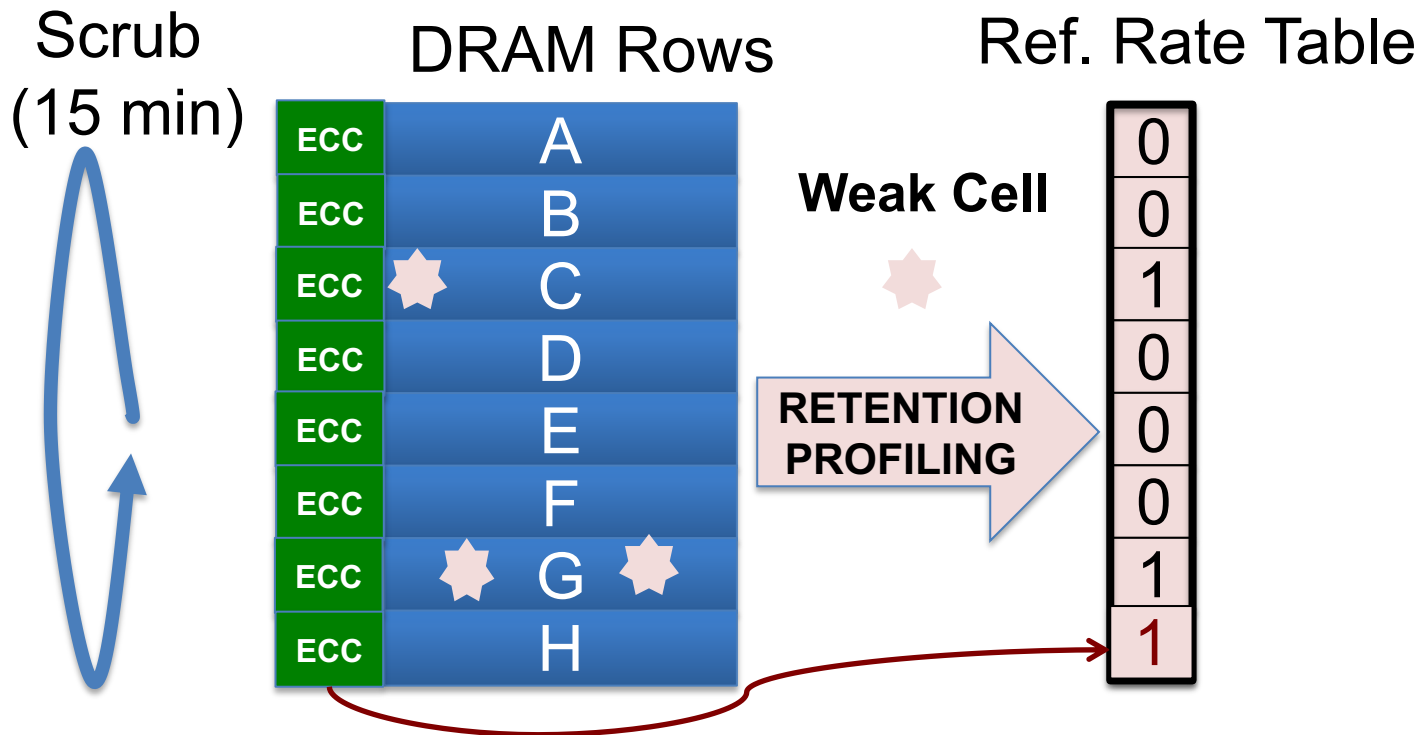 Scrub
(15 min)
DRAM Rows
Ref. Rate Table
ECC A 0
ECC B 0
Weak Cell
ECC C 1
ECC D 0
RETENTION
PROFILING
ECC E 0
ECC F 0
ECC G 1
ECC H 1